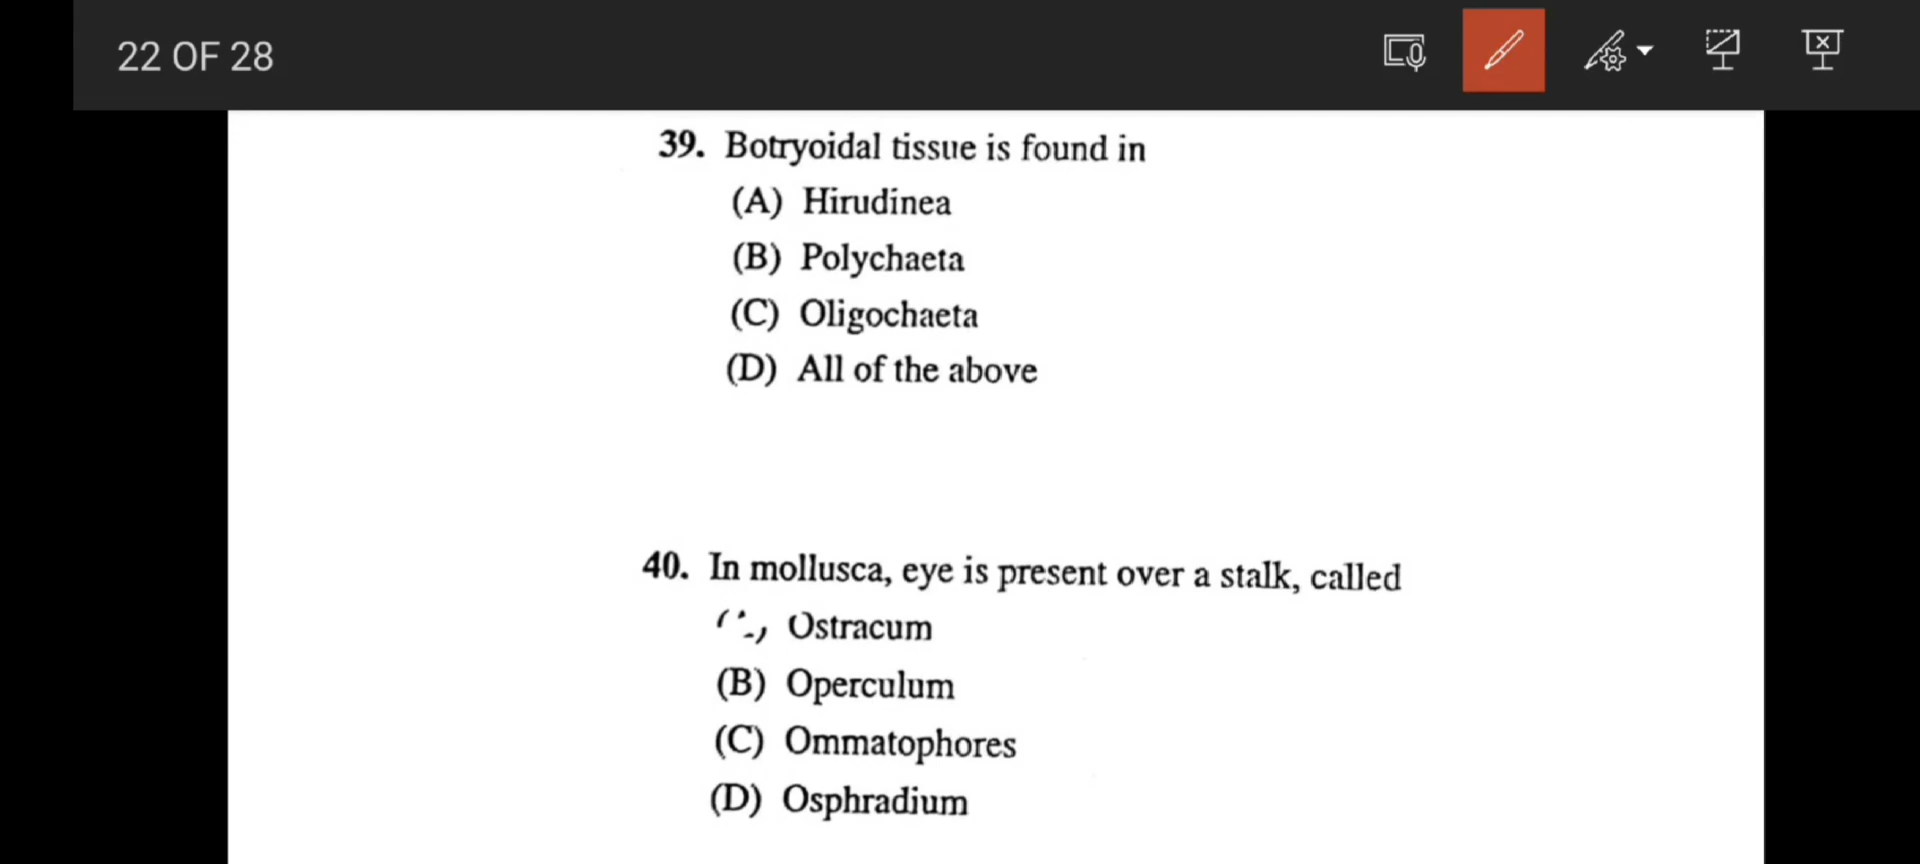 22 OF 28
39. Botryoidal tissue is found in
(A) Hirudinea
(B) Polychaeta
(C) Oligochaeta
(D) All of the above
40. In mollusca, eye is present over a stalk, called
Ostracum
(B) Operculum
(C) Ommatophores
(D) Osphradium